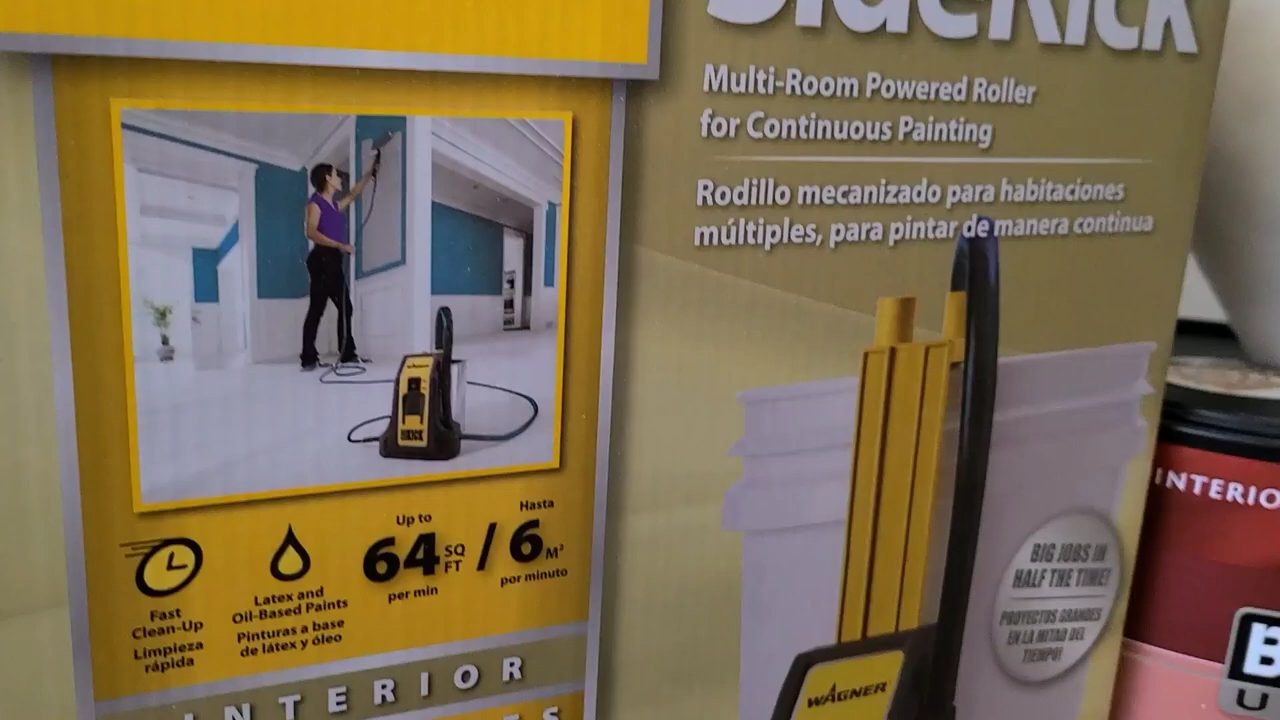 SideKick
Multi-Room Powered Roller
for Continuous Painting
Rodillo mecanizado para habitaciones
múltiples, para pintar de manera continua
Up to
64 SQ FT
per min
/
Hasta
6 M²
por minuto
Fast
Clean-Up
Limpieza
rápida
Latex and
Oil-Based Paints
Pinturas a base
de látex y óleo
INTERIOR
BIG JOBS IN
HALF THE TIME!
PROYECTOS GRANDES
EN LA MITAD DEL
TIEMPO!
WAGNER
INTERIO
B
U